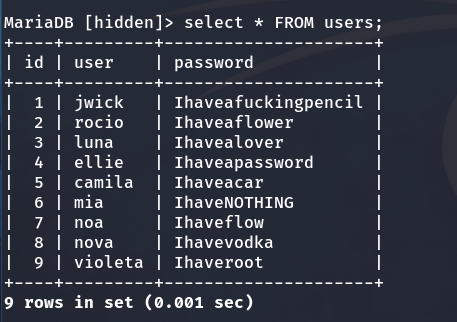 MariaDB [hidden]> select * FROM users;
+----+---------+---------------------+
| id | user    | password            |
+----+---------+---------------------+
|  1 | jwick   | Ihaveafuckingpencil |
|  2 | rocio   | Ihaveaflower        |
|  3 | luna    | Ihavealover         |
|  4 | ellie   | Ihaveapassword      |
|  5 | camila  | Ihaveacar           |
|  6 | mia     | IhaveNOTHING        |
|  7 | noa     | Ihaveflow           |
|  8 | nova    | Ihavevodka          |
|  9 | violeta | Ihaveroot           |
+----+---------+---------------------+
9 rows in set (0.001 sec)